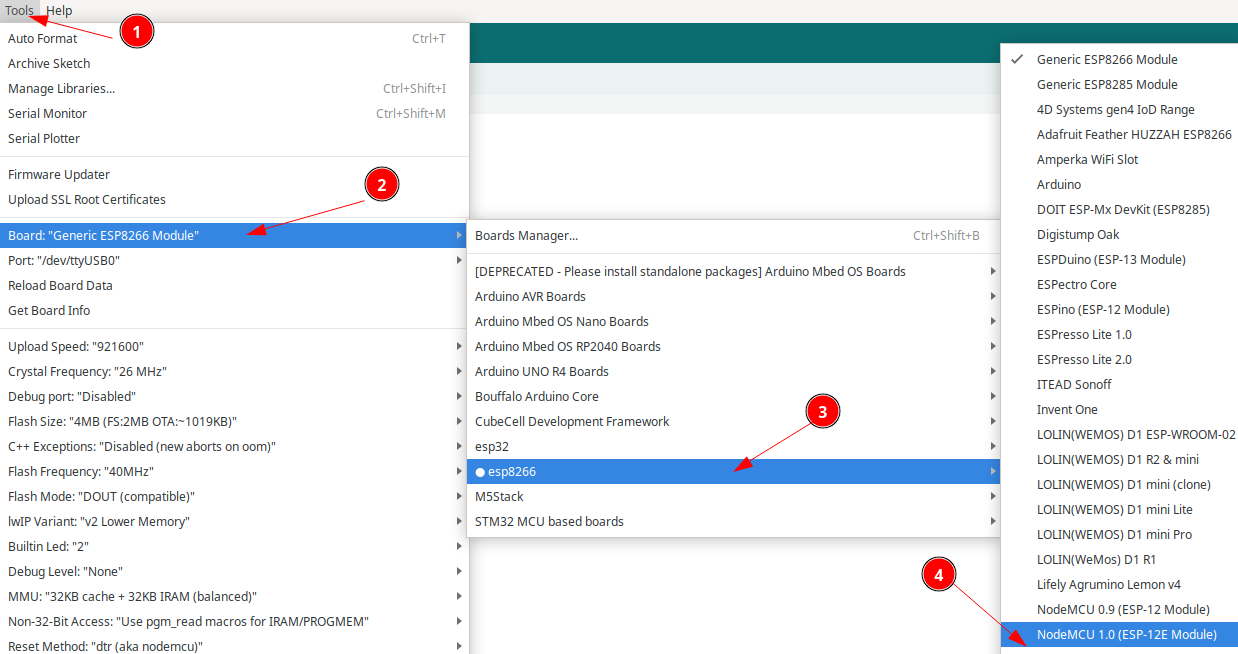 Tools Help
1
Auto Format Ctrl+T
Archive Sketch
Manage Libraries... Ctrl+Shift+I
Serial Monitor Ctrl+Shift+M
Serial Plotter
Firmware Updater
Upload SSL Root Certificates
2
Board: "Generic ESP8266 Module"
Port: "/dev/ttyUSB0"
Reload Board Data
Get Board Info
Upload Speed: "921600"
Crystal Frequency: "26 MHz"
Debug port: "Disabled"
Flash Size: "4MB (FS:2MB OTA:~1019KB)"
C++ Exceptions: "Disabled (new aborts on oom)"
Flash Frequency: "40MHz"
Flash Mode: "DOUT (compatible)"
lwIP Variant: "v2 Lower Memory"
Builtin Led: "2"
Debug Level: "None"
MMU: "32KB cache + 32KB IRAM (balanced)"
Non-32-Bit Access: "Use pgm_read macros for IRAM/PROGMEM"
Reset Method: "dtr (aka nodemcu)"
Boards Manager... Ctrl+Shift+B
[DEPRECATED - Please install standalone packages] Arduino Mbed OS Boards
Arduino AVR Boards
Arduino Mbed OS Nano Boards
Arduino Mbed OS RP2040 Boards
Arduino UNO R4 Boards
Bouffalo Arduino Core
CubeCell Development Framework
3
esp32
esp8266
M5Stack
STM32 MCU based boards
Generic ESP8266 Module
Generic ESP8285 Module
4D Systems gen4 IoD Range
Adafruit Feather HUZZAH ESP8266
Amperka WiFi Slot
Arduino
DOIT ESP-Mx DevKit (ESP8285)
Digistump Oak
ESPDuino (ESP-13 Module)
ESPectro Core
ESPino (ESP-12 Module)
ESPresso Lite 1.0
ESPresso Lite 2.0
ITEAD Sonoff
Invent One
LOLIN(WEMOS) D1 ESP-WROOM-02
LOLIN(WEMOS) D1 R2 & mini
LOLIN(WEMOS) D1 mini (clone)
LOLIN(WEMOS) D1 mini Lite
LOLIN(WEMOS) D1 mini Pro
LOLIN(WeMos) D1 R1
4
Lifely Agrumino Lemon v4
NodeMCU 0.9 (ESP-12 Module)
NodeMCU 1.0 (ESP-12E Module)